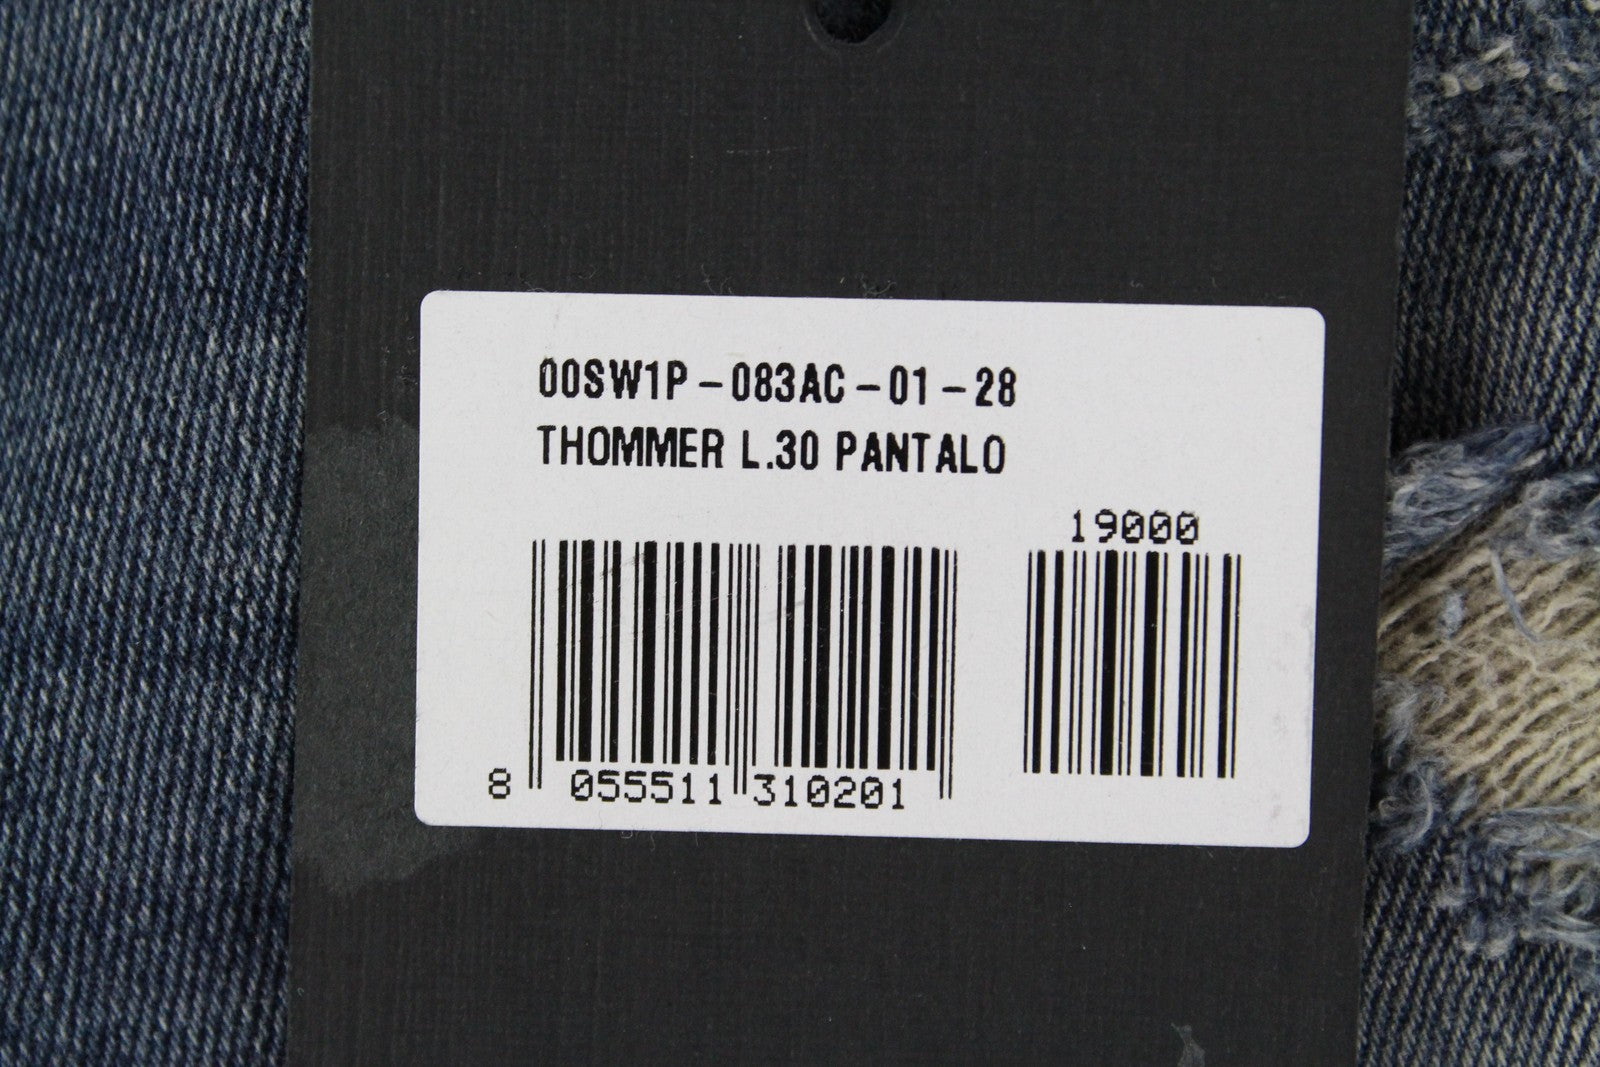 00SW1P-083AC-01-28
THOMMER L.30 PANTALO
19000
8 055511 310201